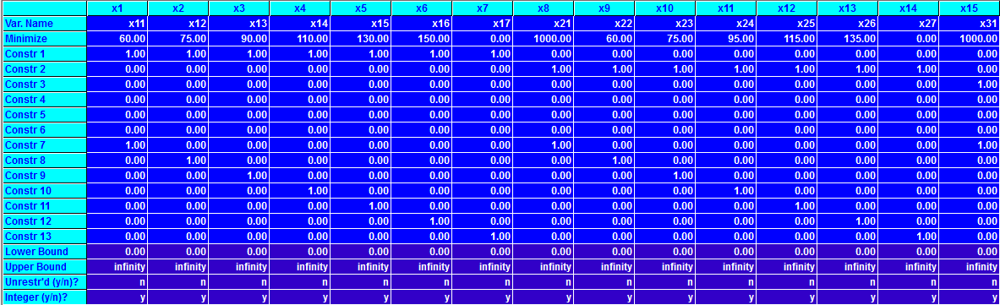 x1 x2 x3 x4 x5 x6 x7 x8 x9 x10 x11 x12 x13 x14 x15
Var. Name x11 x12 x13 x14 x15 x16 x17 x21 x22 x23 x24 x25 x26 x27 x31
Minimize 60.00 75.00 90.00 110.00 130.00 150.00 0.00 1000.00 60.00 75.00 95.00 115.00 135.00 0.00 1000.00
Constr 1 1.00 1.00 1.00 1.00 1.00 1.00 1.00 0.00 0.00 0.00 0.00 0.00 0.00 0.00 0.00
Constr 2 0.00 0.00 0.00 0.00 0.00 0.00 0.00 1.00 1.00 1.00 1.00 1.00 1.00 1.00 0.00
Constr 3 0.00 0.00 0.00 0.00 0.00 0.00 0.00 0.00 0.00 0.00 0.00 0.00 0.00 0.00 1.00
Constr 4 0.00 0.00 0.00 0.00 0.00 0.00 0.00 0.00 0.00 0.00 0.00 0.00 0.00 0.00 0.00
Constr 5 0.00 0.00 0.00 0.00 0.00 0.00 0.00 0.00 0.00 0.00 0.00 0.00 0.00 0.00 0.00
Constr 6 0.00 0.00 0.00 0.00 0.00 0.00 0.00 0.00 0.00 0.00 0.00 0.00 0.00 0.00 0.00
Constr 7 1.00 0.00 0.00 0.00 0.00 0.00 0.00 1.00 0.00 0.00 0.00 0.00 0.00 0.00 1.00
Constr 8 0.00 1.00 0.00 0.00 0.00 0.00 0.00 0.00 1.00 0.00 0.00 0.00 0.00 0.00 0.00
Constr 9 0.00 0.00 1.00 0.00 0.00 0.00 0.00 0.00 0.00 1.00 0.00 0.00 0.00 0.00 0.00
Constr 10 0.00 0.00 0.00 1.00 0.00 0.00 0.00 0.00 0.00 0.00 1.00 0.00 0.00 0.00 0.00
Constr 11 0.00 0.00 0.00 0.00 1.00 0.00 0.00 0.00 0.00 0.00 0.00 1.00 0.00 0.00 0.00
Constr 12 0.00 0.00 0.00 0.00 0.00 1.00 0.00 0.00 0.00 0.00 0.00 0.00 1.00 0.00 0.00
Constr 13 0.00 0.00 0.00 0.00 0.00 0.00 1.00 0.00 0.00 0.00 0.00 0.00 0.00 1.00 0.00
Lower Bound 0.00 0.00 0.00 0.00 0.00 0.00 0.00 0.00 0.00 0.00 0.00 0.00 0.00 0.00 0.00
Upper Bound infinity infinity infinity infinity infinity infinity infinity infinity infinity infinity infinity infinity infinity infinity infinity
Unrestr'd (y/n)? n n n n n n n n n n n n n n n
Integer (y/n)? y y y y y y y y y y y y y y y